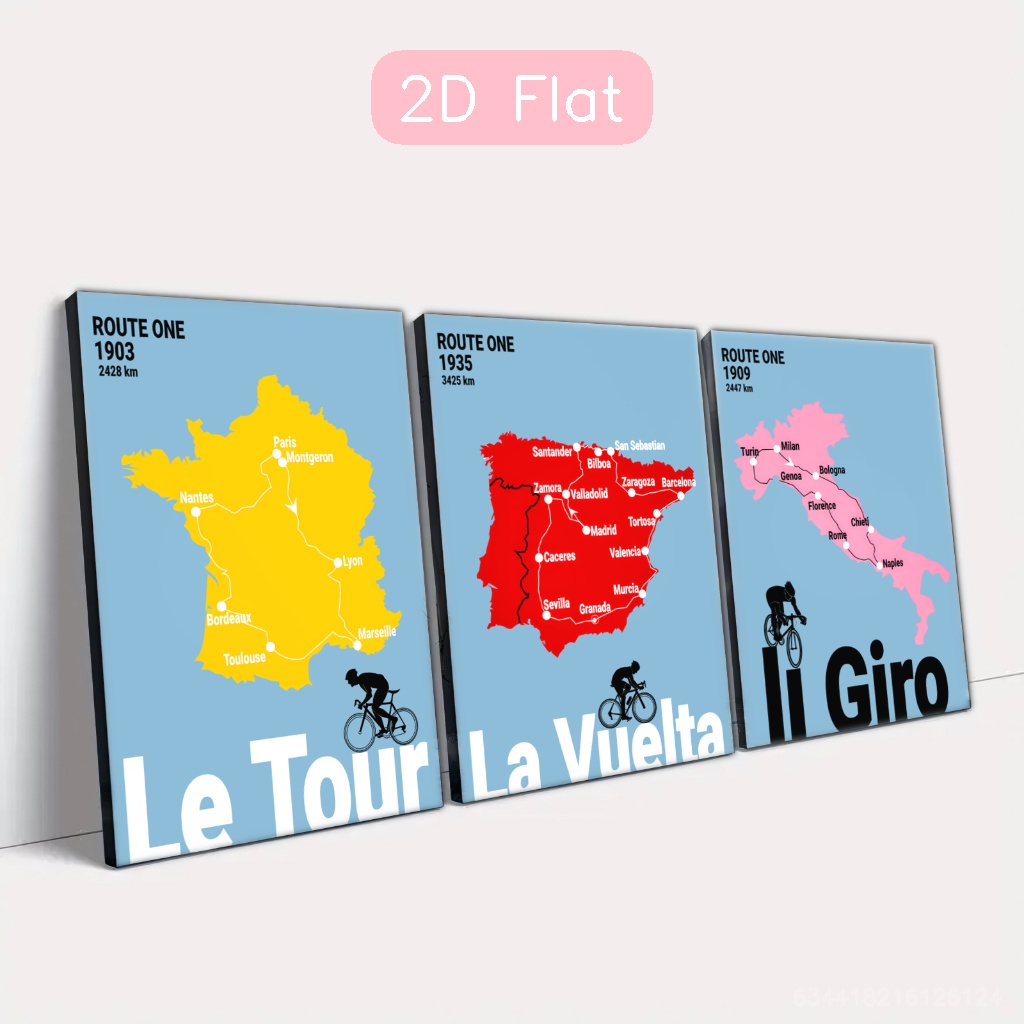 2D Flat
ROUTE ONE
1903
2428 km
Paris
Montgeron
Nantes
Lyon
Bordeaux
Marseille
Toulouse
Le Tour
ROUTE ONE
1935
3425 km
Santander
San Sebastian
Bilboa
Zamora
Valladolid
Zaragoza
Barcelona
Madrid
Tortosa
Caceres
Valencia
Murcia
Sevilla
Granada
La Vuelta
ROUTE ONE
1909
2447 km
Turin
Milan
Genoa
Bologna
Florence
Chieti
Rome
Naples
Il Giro